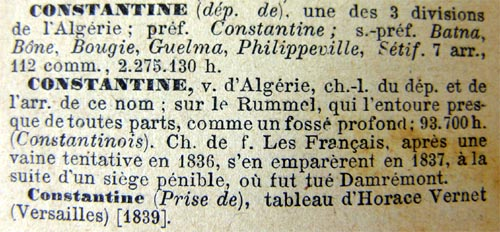 CONSTANTINE (dép. de), une des 3 divisions
de l'Algérie ; préf. Constantine ; s.-préf. Batna,
Bône, Bougie, Guelma, Philippeville, Sétif. 7 arr.,
112 comm., 2.275.130 h.
CONSTANTINE, v. d'Algérie, ch.-l. du dép. et de
l'arr. de ce nom ; sur le Rummel, qui l'entoure pres-
que de toutes parts, comme un fossé profond; 93.700 h.
(Constantinois). Ch. de f. Les Français, après une
vaine tentative en 1836, s'en emparèrent en 1837, à la
suite d'un siège pénible, où fut tué Damrémont.
Constantine (Prise de), tableau d'Horace Vernet
(Versailles) [1839].